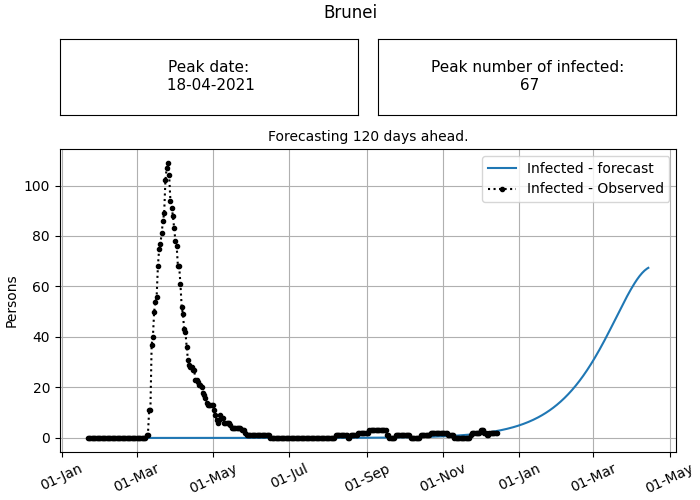 Brunei
Peak date:
18-04-2021
Peak number of infected:
67
Forecasting 120 days ahead.
Infected - forecast
Infected - Observed
Persons
100
80
60
40
20
0
01-Jan
01-Mar
01-May
01-Jul
01-Sep
01-Nov
01-Jan
01-Mar
01-May